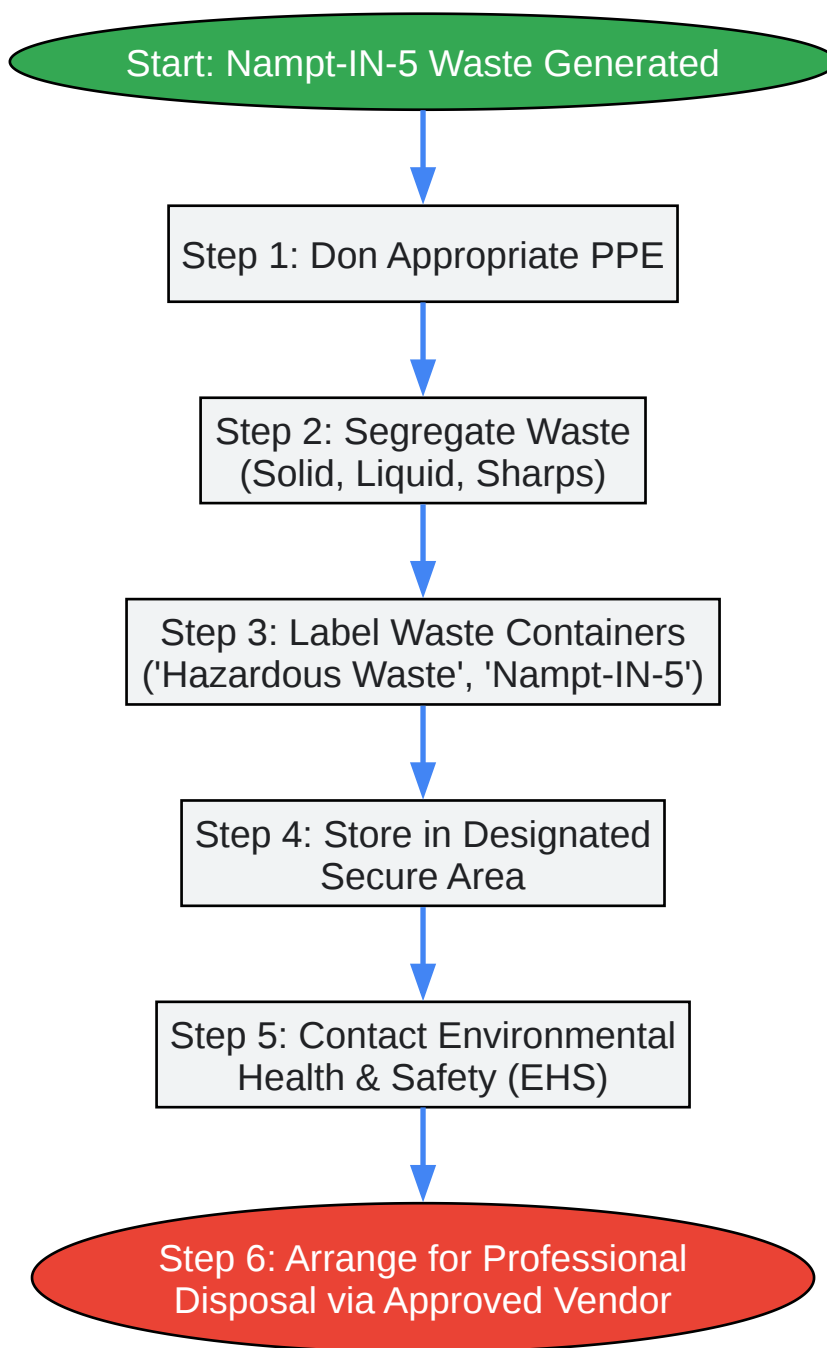 Start: Nampt-IN-5 Waste Generated
Step 1: Don Appropriate PPE
Step 2: Segregate Waste
(Solid, Liquid, Sharps)
Step 3: Label Waste Containers
('Hazardous Waste', 'Nampt-IN-5')
Step 4: Store in Designated
Secure Area
Step 5: Contact Environmental
Health & Safety (EHS)
Step 6: Arrange for Professional
Disposal via Approved Vendor